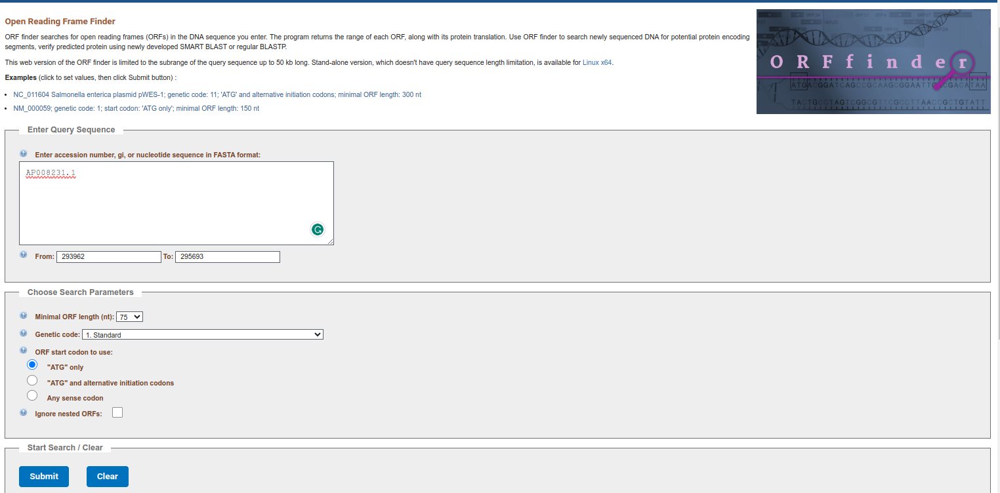 Open Reading Frame Finder
ORF finder searches for open reading frames (ORFs) in the DNA sequence you enter. The program returns the range of each ORF, along with its protein translation. Use ORF finder to search newly sequenced DNA for potential protein encoding
segments, verify predicted protein using newly developed SMART BLAST or regular BLASTP.
This web version of the ORF finder is limited to the subrange of the query sequence up to 50 kb long. Stand-alone version, which doesn't have query sequence length limitation, is available for Linux x64.
Examples (click to set values, then click Submit button) :
• NC_011604 Salmonella enterica plasmid pWES-1; genetic code: 11; 'ATG' and alternative initiation codons; minimal ORF length: 300 nt
• NM_000059; genetic code: 1; start codon: 'ATG only'; minimal ORF length: 150 nt
ORFfinder
TACTGCCTAGTCGGCGTTCGCCTTAACCGCTGTATT
Enter Query Sequence
Enter accession number, gi, or nucleotide sequence in FASTA format:
AP008231.1
From: 293962 To: 295693
Choose Search Parameters
Minimal ORF length (nt): 75
Genetic code: 1. Standard
ORF start codon to use:
"ATG" only
"ATG" and alternative initiation codons
Any sense codon
Ignore nested ORFs:
Start Search / Clear
Submit Clear